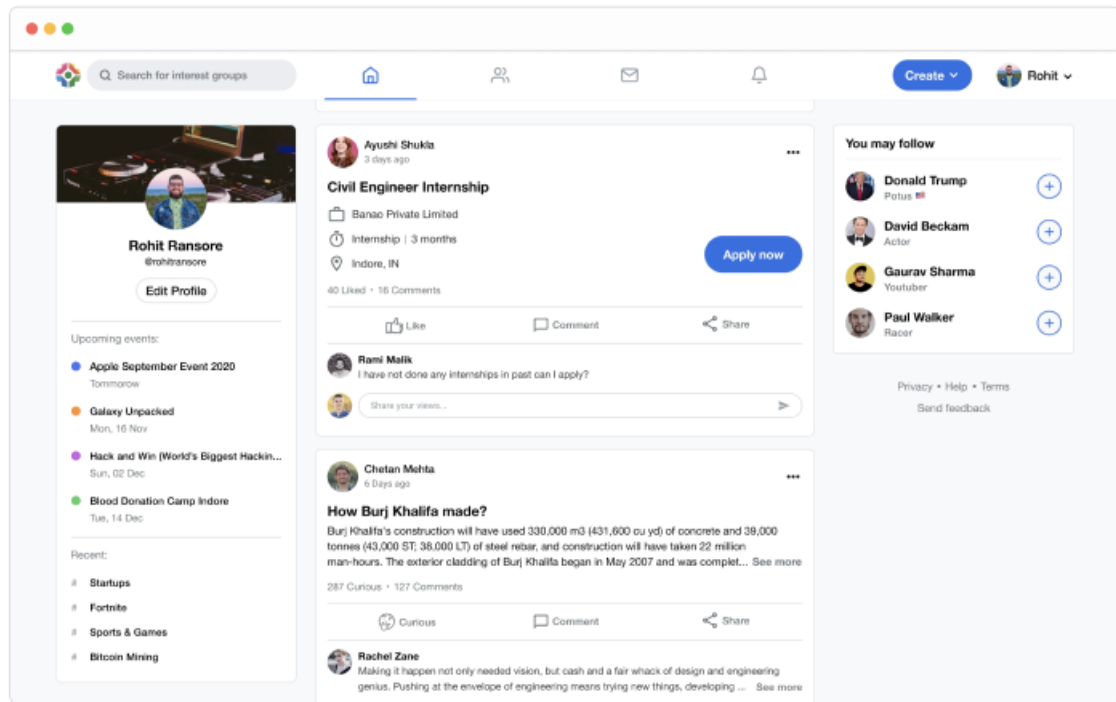 Search for interest groups
Create
Rohit
Rohit Ransore
@rohitransore
Edit Profile
Upcoming events:
Apple September Event 2020
Tommorow
Galaxy Unpacked
Mon, 16 Nov
Hack and Win (World's Biggest Hackin...
Sun, 02 Dec
Blood Donation Camp Indore
Tue, 14 Dec
Recent:
# Startups
# Fortnite
# Sports & Games
# Bitcoin Mining
Ayushi Shukla
3 days ago
Civil Engineer Internship
Banao Private Limited
Internship | 3 months
Indore, IN
Apply now
40 Liked • 16 Comments
Like Comment Share
Rami Malik
I have not done any internships in past can I apply?
Share your views...
Chetan Mehta
6 Days ago
How Burj Khalifa made?
Burj Khalifa's construction will have used 330,000 m3 (431,600 cu yd) of concrete and 39,000
tonnes (43,000 ST; 38,000 LT) of steel rebar, and construction will have taken 22 million
man-hours. The exterior cladding of Burj Khalifa began in May 2007 and was complet... See more
287 Curious • 127 Comments
Curious Comment Share
Rachel Zane
Making it happen not only needed vision, but cash and a fair whack of design and engineering
genius. Pushing at the envelope of engineering means trying new things, developing ... See more
You may follow
Donald Trump
Potus
David Beckam
Actor
Gaurav Sharma
Youtuber
Paul Walker
Racer
Privacy • Help • Terms
Send feedback